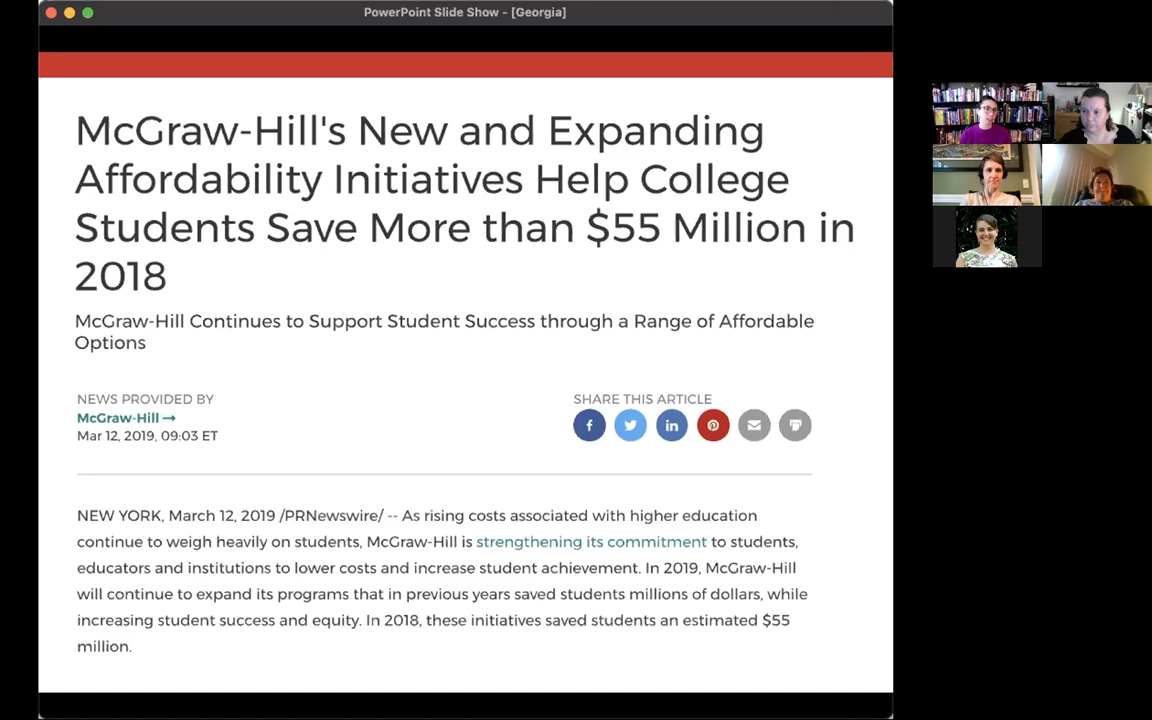 PowerPoint Slide Show - [Georgia]
McGraw-Hill's New and Expanding
Affordability Initiatives Help College
Students Save More than $55 Million in
2018
McGraw-Hill Continues to Support Student Success through a Range of Affordable
Options
NEWS PROVIDED BY
McGraw-Hill →
Mar 12, 2019, 09:03 ET
SHARE THIS ARTICLE
NEW YORK, March 12, 2019 /PRNewswire/ -- As rising costs associated with higher education
continue to weigh heavily on students, McGraw-Hill is strengthening its commitment to students,
educators and institutions to lower costs and increase student achievement. In 2019, McGraw-Hill
will continue to expand its programs that in previous years saved students millions of dollars, while
increasing student success and equity. In 2018, these initiatives saved students an estimated $55
million.